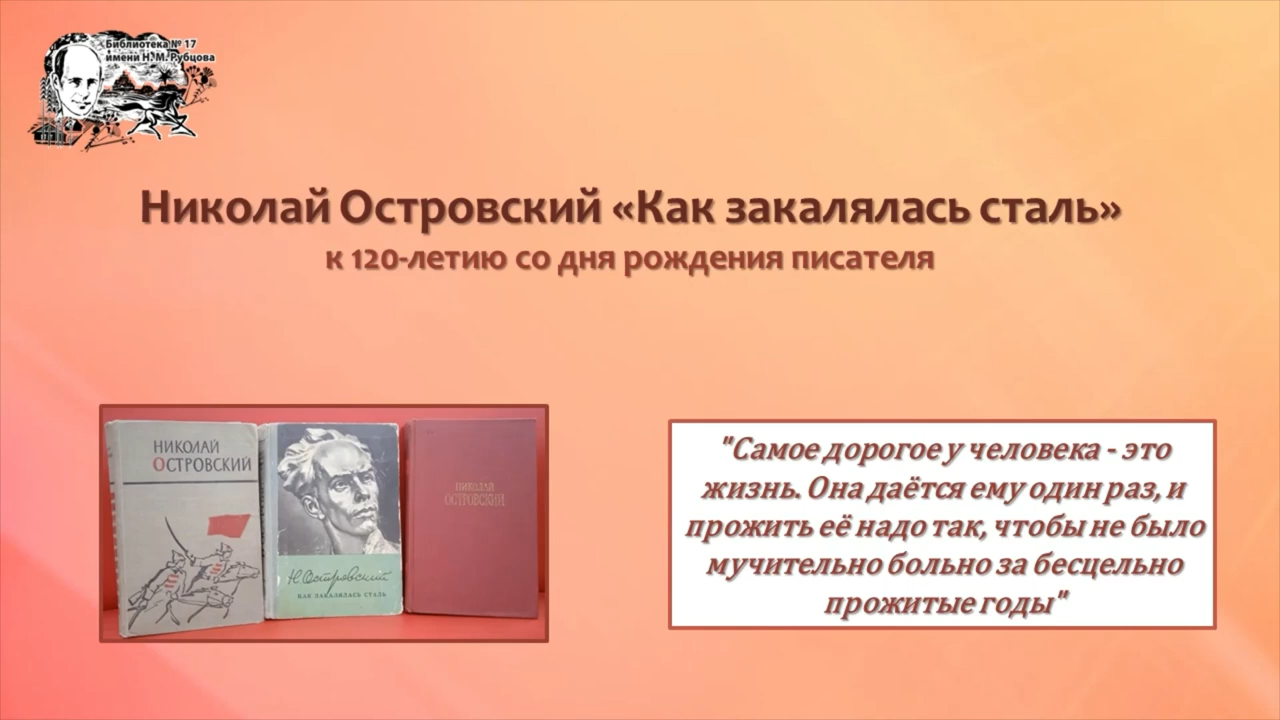 Библиотека № 17
имени Н. М. Рубцова
Николай Островский «Как закалялась сталь»
к 120-летию со дня рождения писателя
НИКОЛАЙ
ОСТРОВСКИЙ
Н. Островский
КАК ЗАКАЛЯЛАСЬ СТАЛЬ
НИКОЛАЙ
ОСТРОВСКИЙ
"Самое дорогое у человека - это
жизнь. Она даётся ему один раз, и
прожить её надо так, чтобы не было
мучительно больно за бесцельно
прожитые годы"